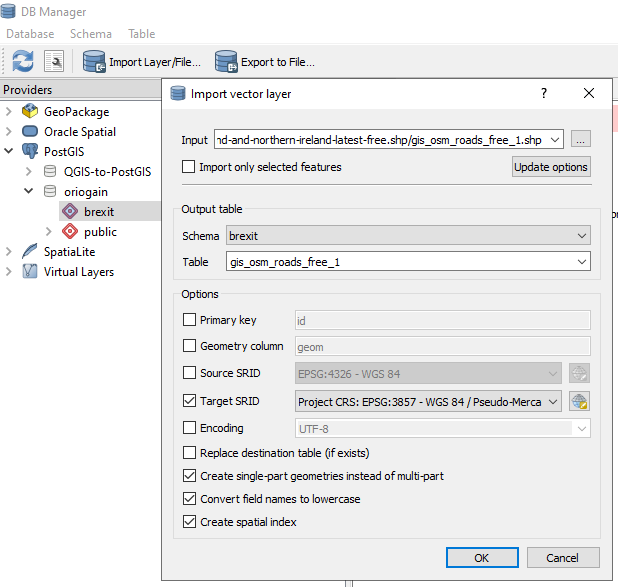 DB Manager
Database Schema Table
Import Layer/File... Export to File...
Providers
GeoPackage
Oracle Spatial
PostGIS
QGIS-to-PostGIS
oriogain
brexit
public
SpatiaLite
Virtual Layers
Import vector layer ?
Input nd-and-northern-ireland-latest-free.shp/gis_osm_roads_free_1.shp ...
Import only selected features Update options
Output table
Schema brexit
Table gis_osm_roads_free_1
Options
Primary key id
Geometry column geom
Source SRID EPSG:4326 - WGS 84
Target SRID Project CRS: EPSG:3857 - WGS 84 / Pseudo-Merca
Encoding UTF-8
Replace destination table (if exists)
Create single-part geometries instead of multi-part
Convert field names to lowercase
Create spatial index
OK Cancel